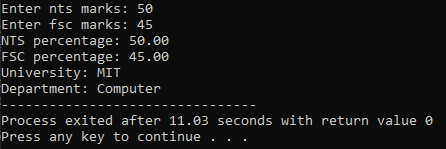 Enter nts marks: 50
Enter fsc marks: 45
NTS percentage: 50.00
FSC percentage: 45.00
University: MIT
Department: Computer
--------------------------------
Process exited after 11.03 seconds with return value 0
Press any key to continue . . .